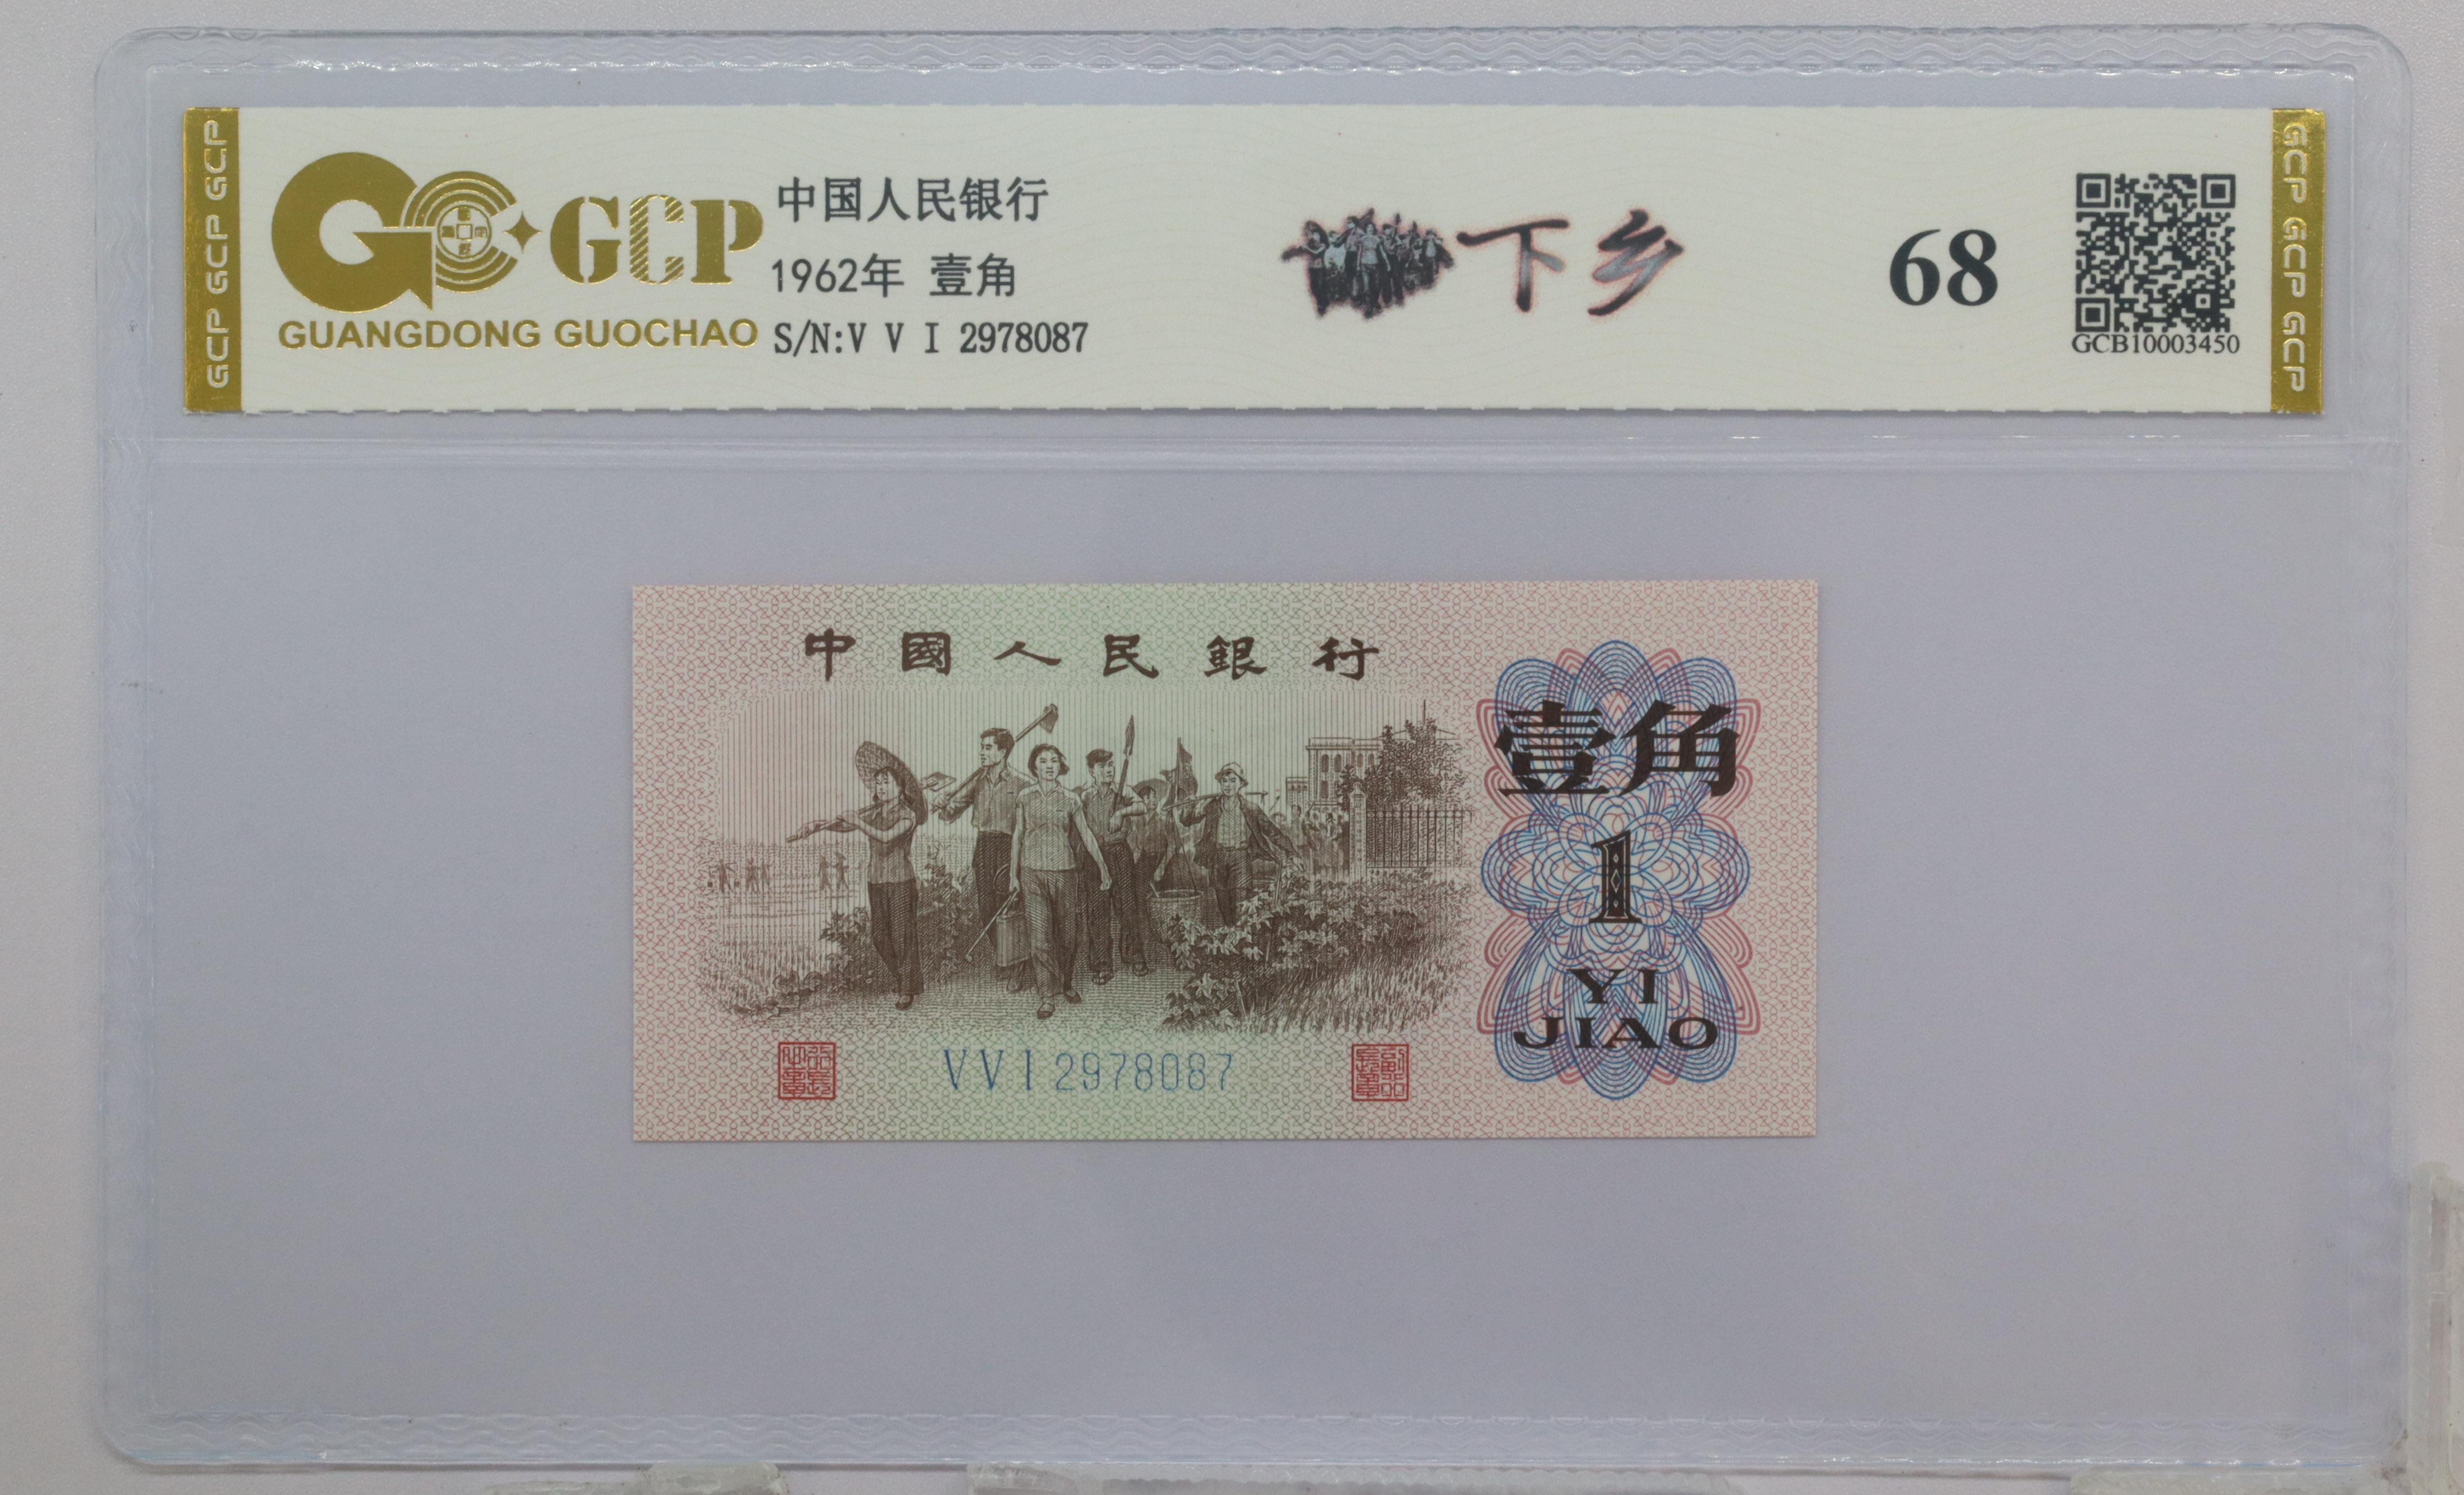 GCP GCP GCP
GCP
GUANGDONG GUOCHAO
中国人民银行
1962年 壹角
S/N:V V I 2978087
下乡
68
GCB10003450
GCP GCP GCP
中國人民銀行
壹角
1
YI
JIAO
VVI2978087